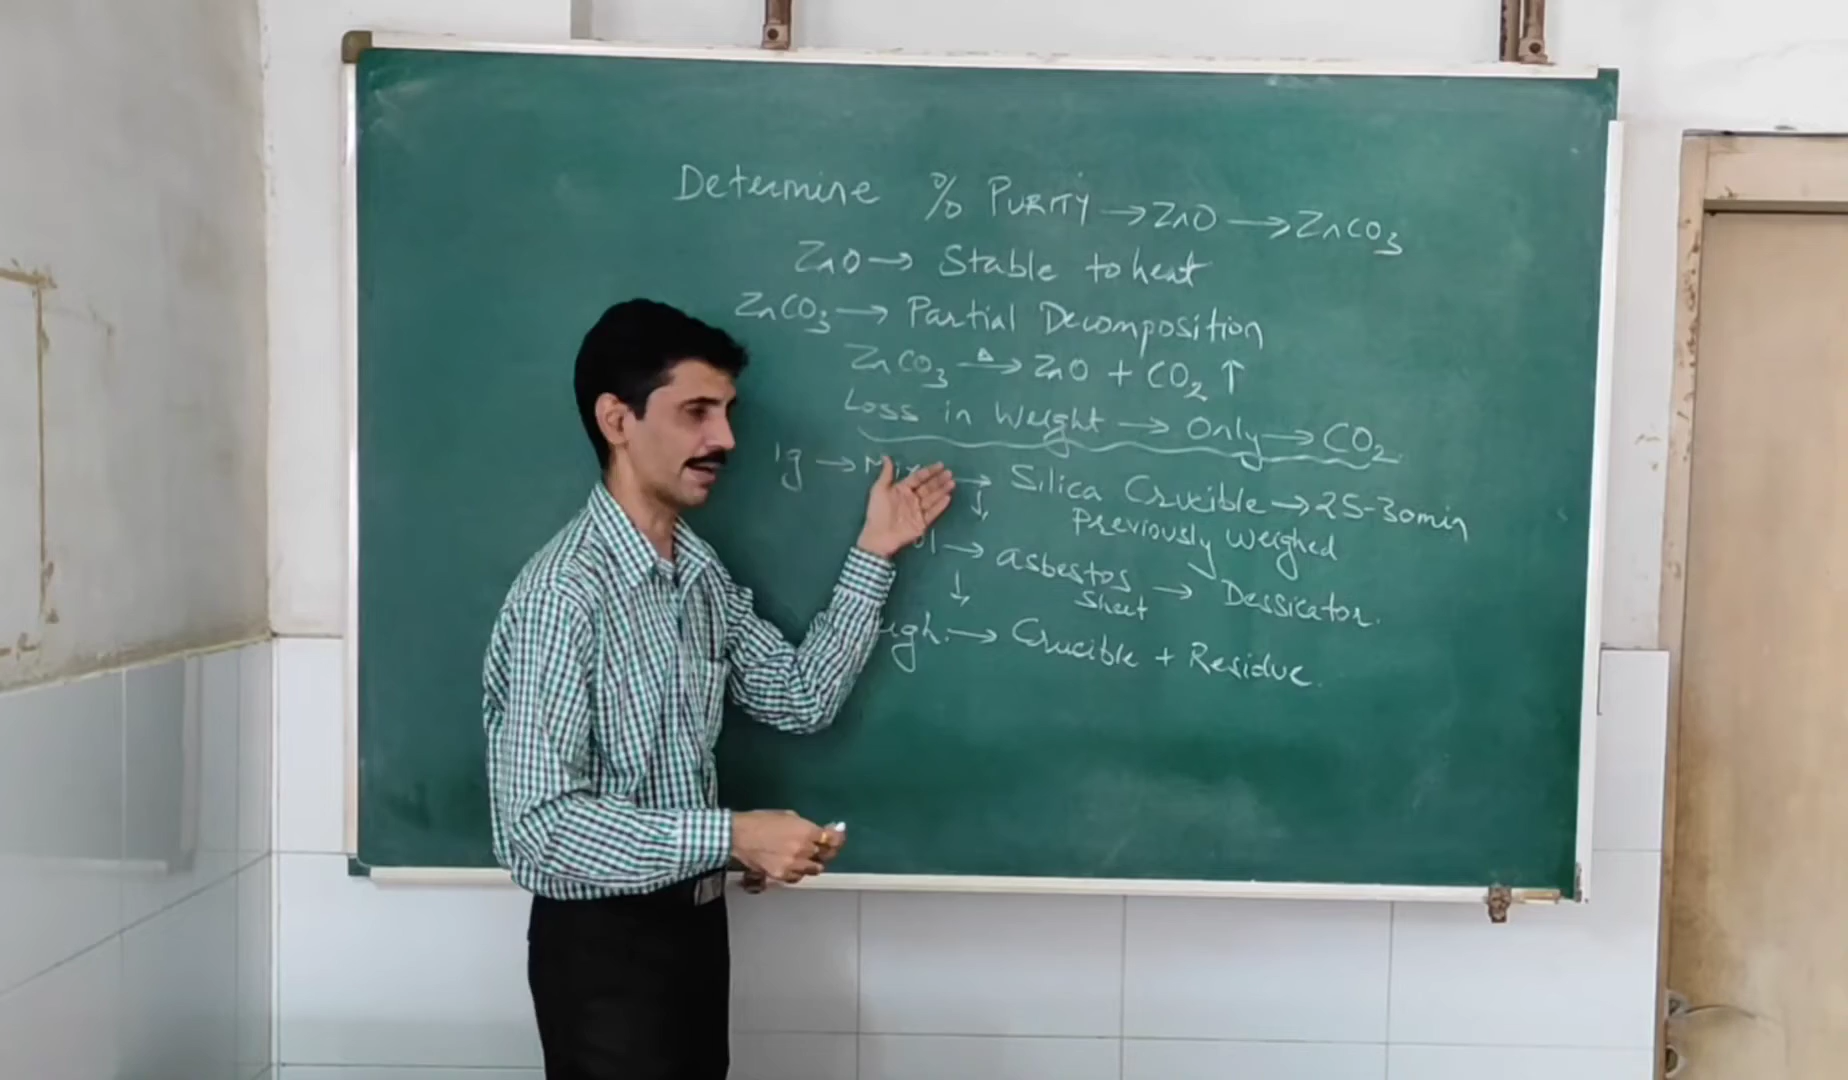 Determine % PURITY → ZnO → ZnCO3
ZnO → Stable to heat
ZnCO3 → Partial Decomposition
ZnCO3 Δ→ ZnO + CO2 ↑
Loss in Weight → Only → CO2
1g → → Silica Crucible → 25-30min
↓ Previously Weighed
→ asbestos Sheet → Dessicator.
↓
→ Crucible + Residue.